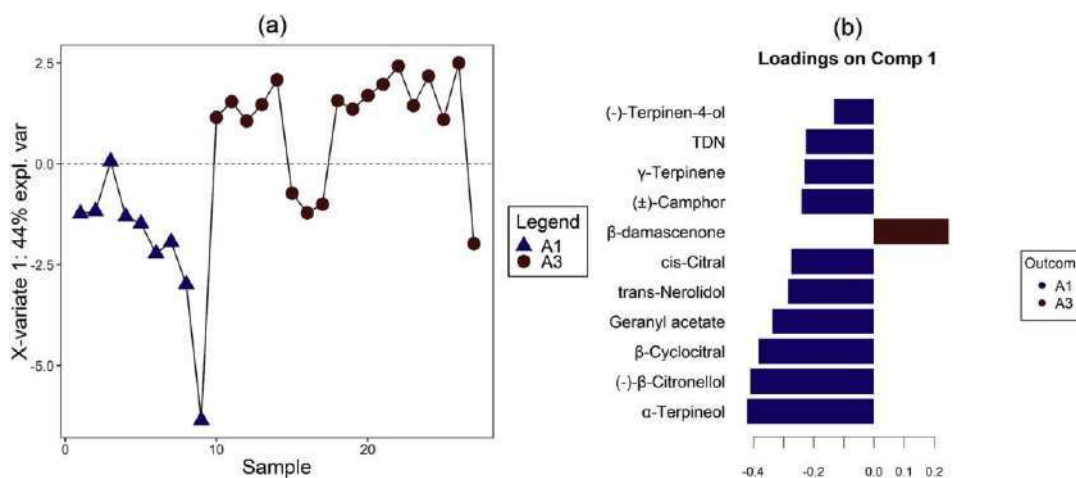 (a)
X-variate 1: 44% expl. var
2.5
0.0
-2.5
-5.0
0
10
20
Sample
Legend
A1
A3
(b)
Loadings on Comp 1
(-)-Terpinen-4-ol
TDN
γ-Terpinene
(±)-Camphor
β-damascenone
cis-Citral
trans-Nerolidol
Geranyl acetate
β-Cyclocitral
(-)-β-Citronellol
α-Terpineol
-0.4
-0.2
0.0
0.1
0.2
Outcom
A1
A3